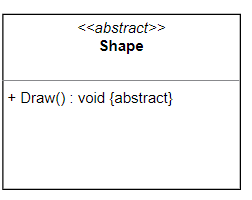 <<abstract>>
Shape
+ Draw() : void {abstract}